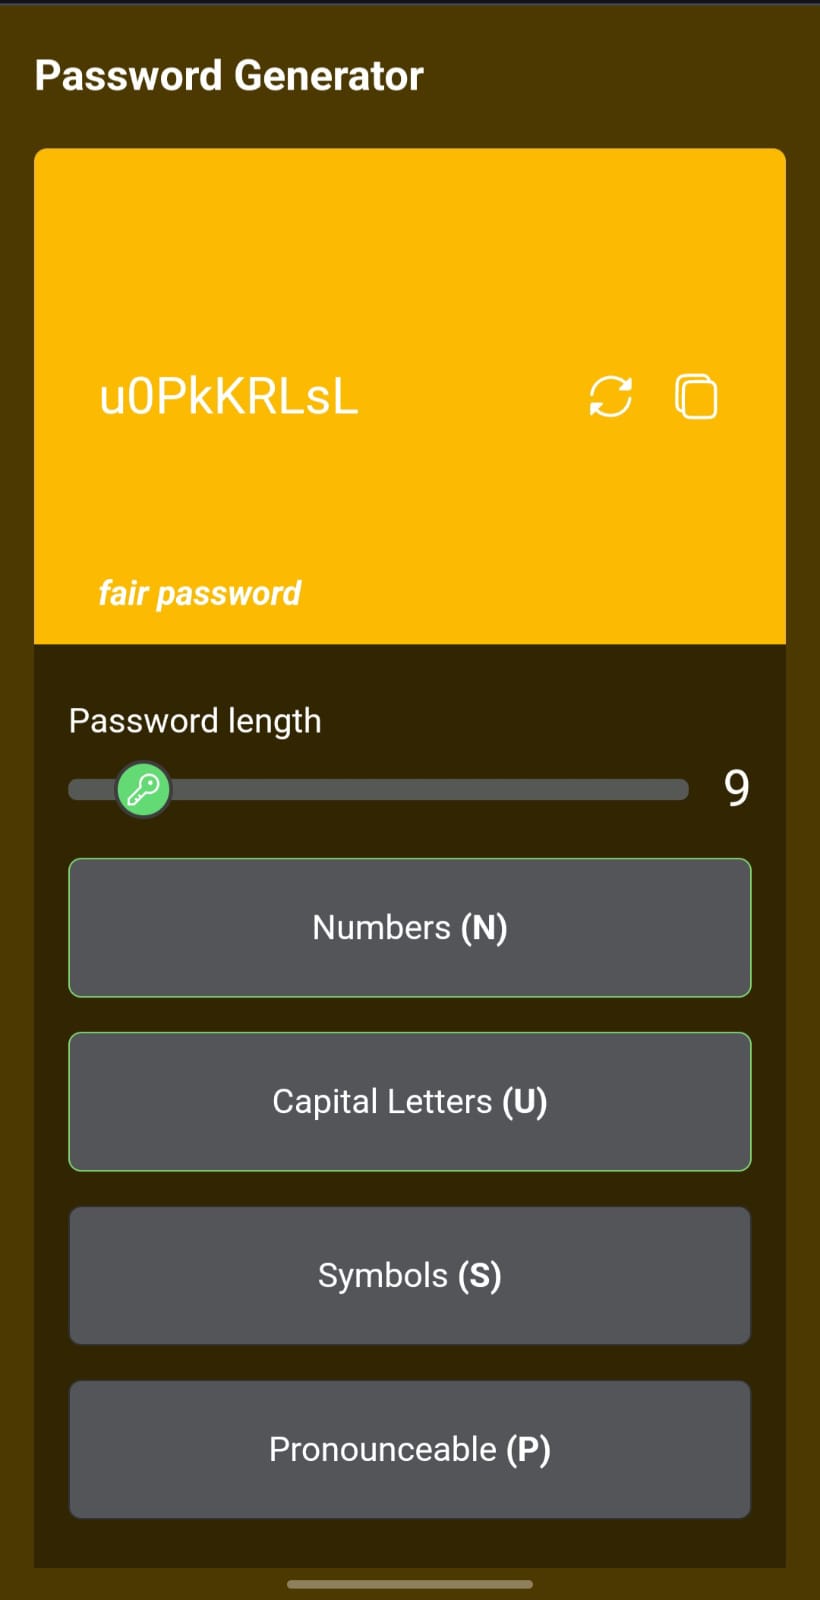 Password Generator
u0PkKRLsL
fair password
Password length
9
Numbers (N)
Capital Letters (U)
Symbols (S)
Pronounceable (P)